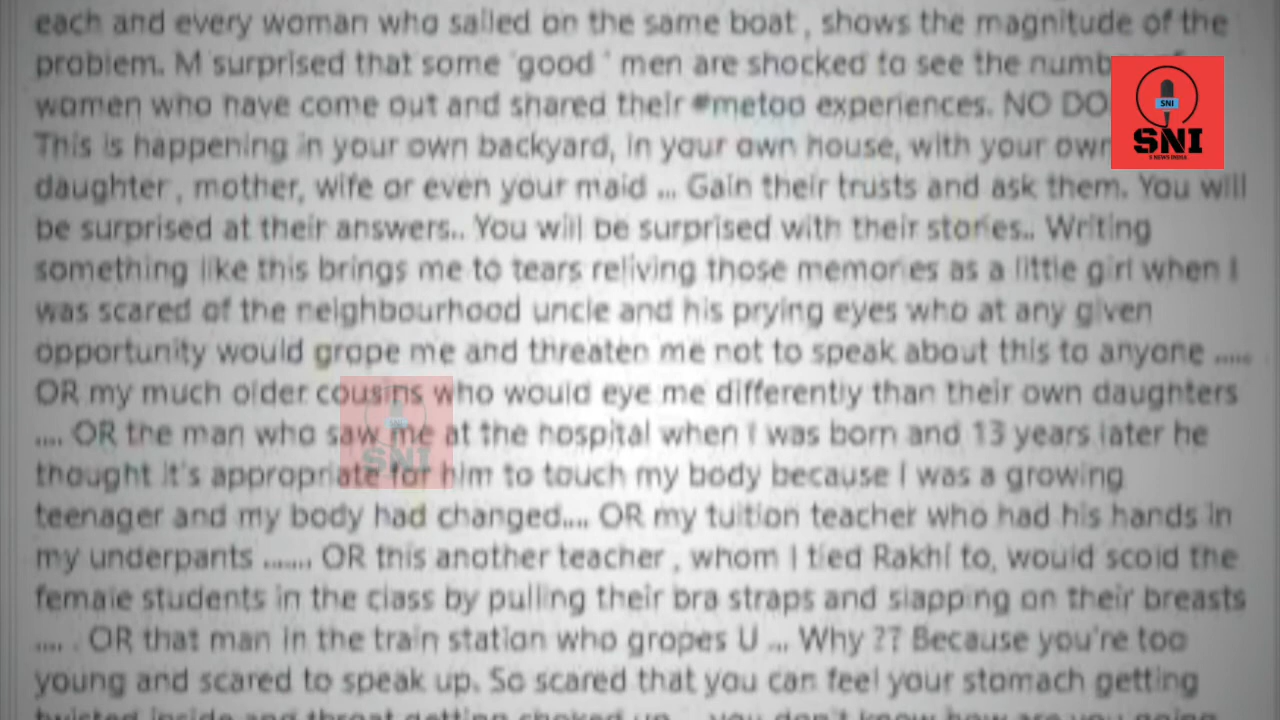 each and every woman who sailed on the same boat , shows the magnitude of the
problem. M surprised that some 'good ' men are shocked to see the
women who have come out and shared their #metoo experiences. NO
This is happening in your own backyard, in your own house, with your own
daughter , mother, wife or even your maid ... Gain their trusts and ask them. You will
be surprised at their answers.. You will be surprised with their stories.. Writing
something like this brings me to tears reliving those memories as a little girl when I
was scared of the neighbourhood uncle and his prying eyes who at any given
opportunity would grope me and threaten me not to speak about this to anyone .....
OR my much older cousins who would eye me differently than their own daughters
.... OR the man who saw me at the hospital when I was born and 13 years later he
thought it's appropriate for him to touch my body because I was a growing
teenager and my body had changed.... OR my tuition teacher who had his hands in
my underpants ....... OR this another teacher , whom I tied Rakhi to, would scold the
female students in the class by pulling their bra straps and slapping on their breasts
.... . OR that man in the train station who gropes U ... Why ?? Because you're too
young and scared to speak up. So scared that you can feel your stomach getting
SNI
SNI
S NEWS INDIA
SNI